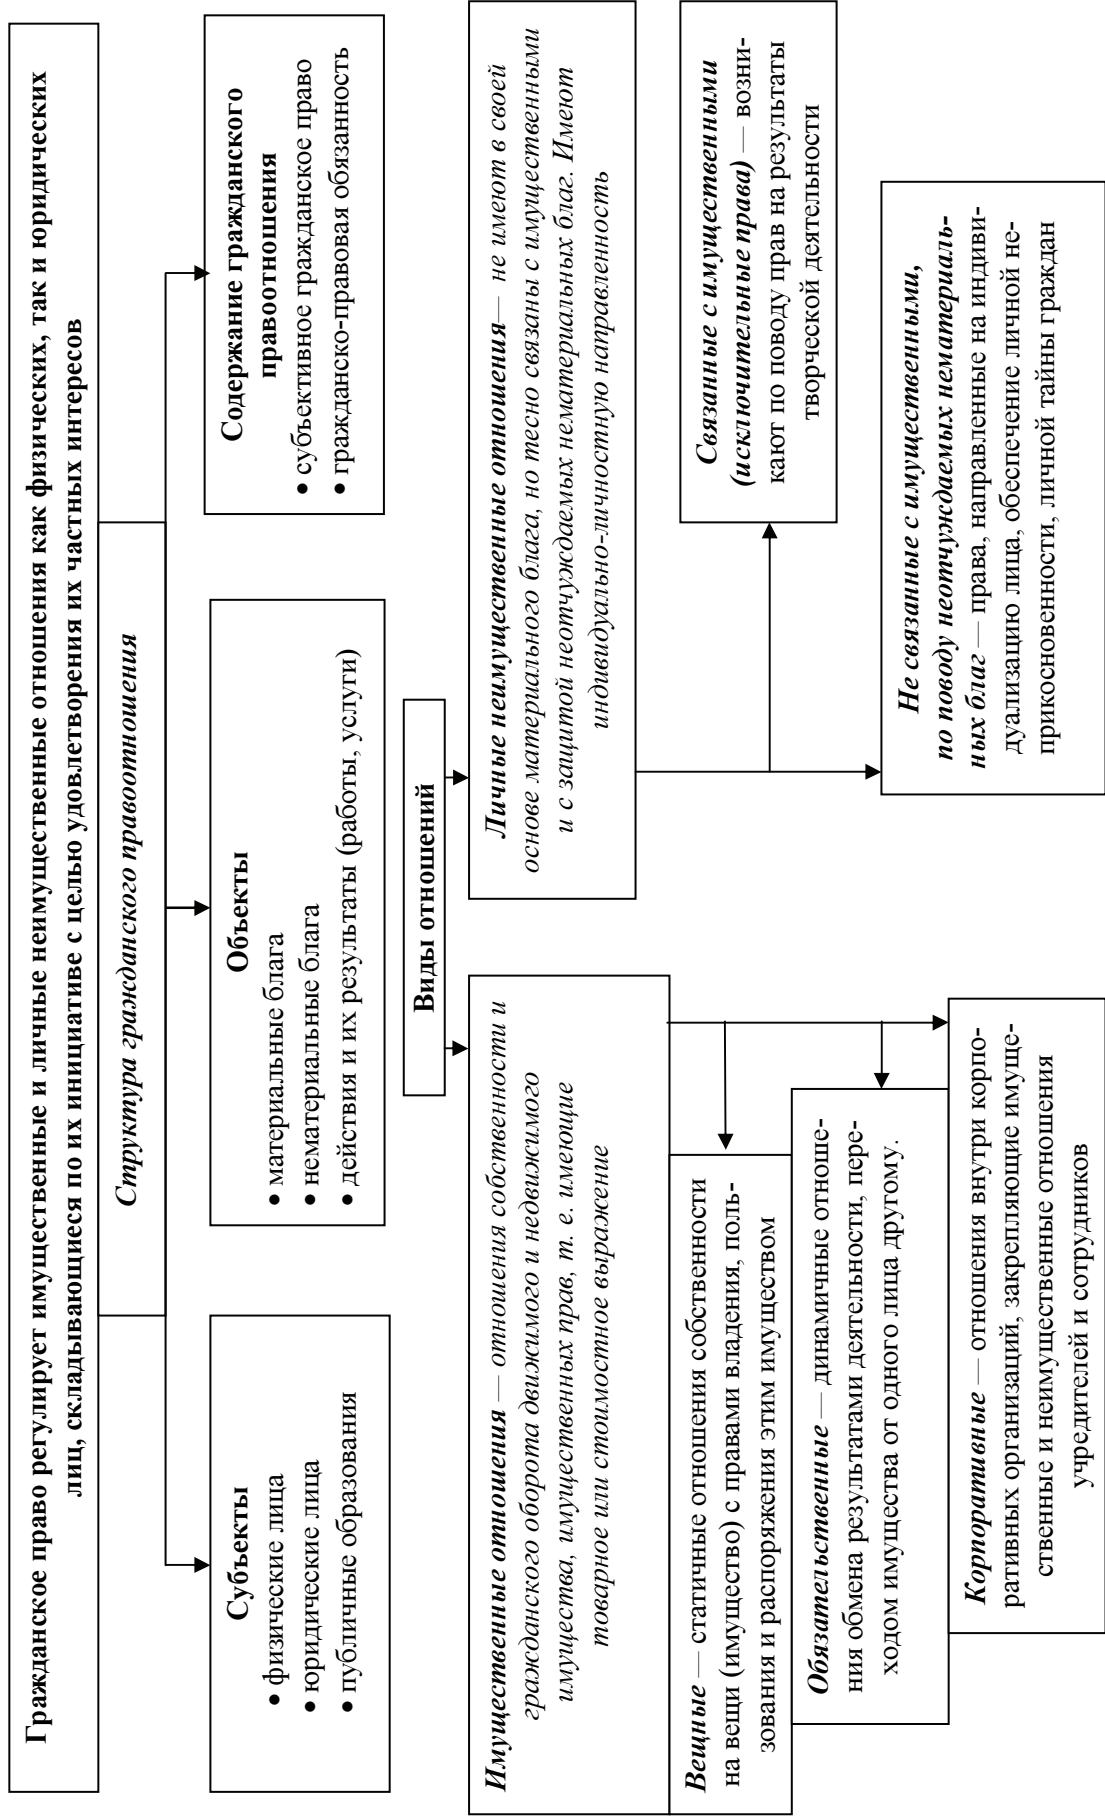 Гражданское право регулирует имущественные и личные неимущественные отношения как физических, так и юридических
лиц, складывающиеся по их инициативе с целью удовлетворения их частных интересов
Структура гражданского правоотношения
Субъекты
• физические лица
• юридические лица
• публичные образования
Объекты
• материальные блага
• нематериальные блага
• действия и их результаты (работы, услуги)
Содержание гражданского
правоотношения
• субъективное гражданское право
• гражданско-правовая обязанность
Виды отношений
Имущественные отношения — отношения собственности и
гражданского оборота движимого и недвижимого
имущества, имущественных прав, т. е. имеющие
товарное или стоимостное выражение
Личные неимущественные отношения— не имеют в своей
основе материального блага, но тесно связаны с имущественными
и с защитой неотчуждаемых нематериальных благ. Имеют
индивидуально-личностную направленность
Вещные — статичные отношения собственности
на вещи (имущество) с правами владения, поль-
зования и распоряжения этим имуществом
Обязательственные — динамичные отноше-
ния обмена результатами деятельности, пере-
ходом имущества от одного лица другому.
Корпоративные — отношения внутри корпо-
ративных организаций, закрепляющие имуще-
ственные и неимущественные отношения
учредителей и сотрудников
Связанные с имущественными
(исключительные права) — возни-
кают по поводу прав на результаты
творческой деятельности
Не связанные с имущественными,
по поводу неотчуждаемых нематериаль-
ных благ — права, направленные на индиви-
дуализацию лица, обеспечение личной не-
прикосновенности, личной тайны граждан